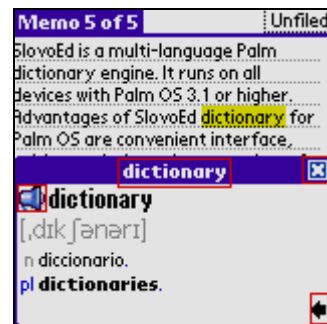 Memo 5 of 5 Unfiled
SlovoEd is a multi-language Palm
dictionary engine. It runs on all
devices with Palm OS 3.1 or higher.
Advantages of SlovoEd dictionary for
Palm OS are convenient interface,
dictionary
dictionary
[ˌdɪkʃənərɪ]
n diccionario.
pl dictionaries.